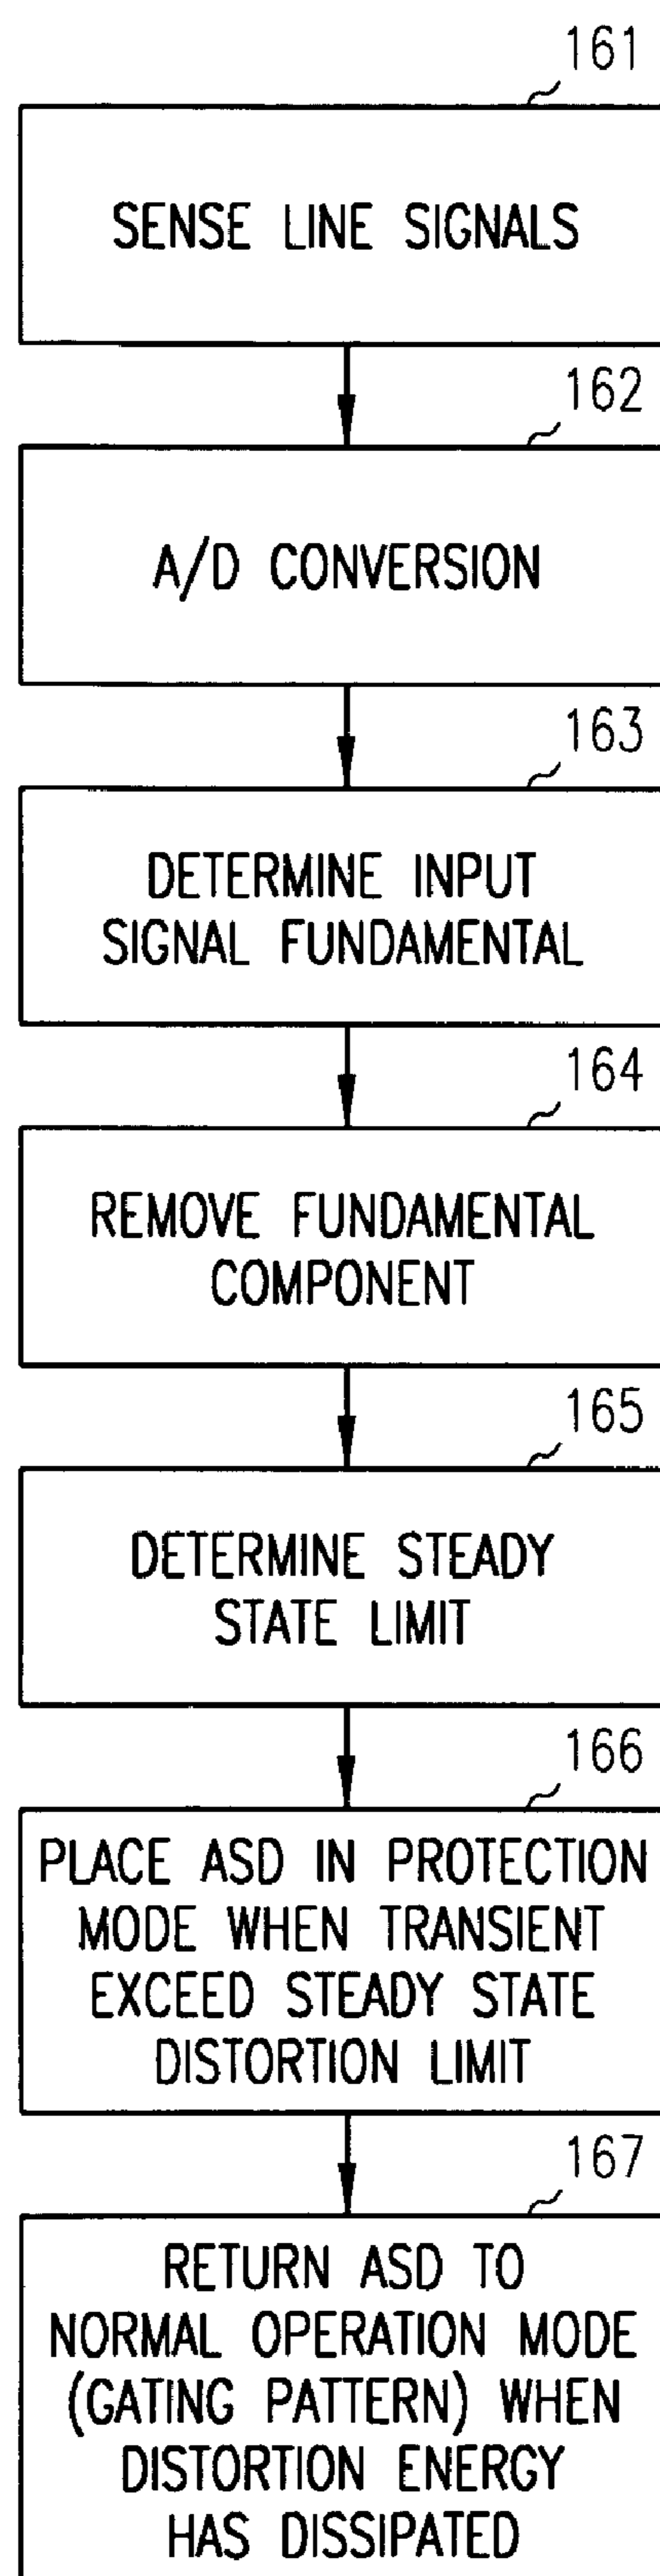 161
SENSE LINE SIGNALS
162
A/D CONVERSION
163
DETERMINE INPUT
SIGNAL FUNDAMENTAL
164
REMOVE FUNDAMENTAL
COMPONENT
165
DETERMINE STEADY
STATE LIMIT
166
PLACE ASD IN PROTECTION
MODE WHEN TRANSIENT
EXCEED STEADY STATE
DISTORTION LIMIT
167
RETURN ASD TO
NORMAL OPERATION MODE
(GATING PATTERN) WHEN
DISTORTION ENERGY
HAS DISSIPATED